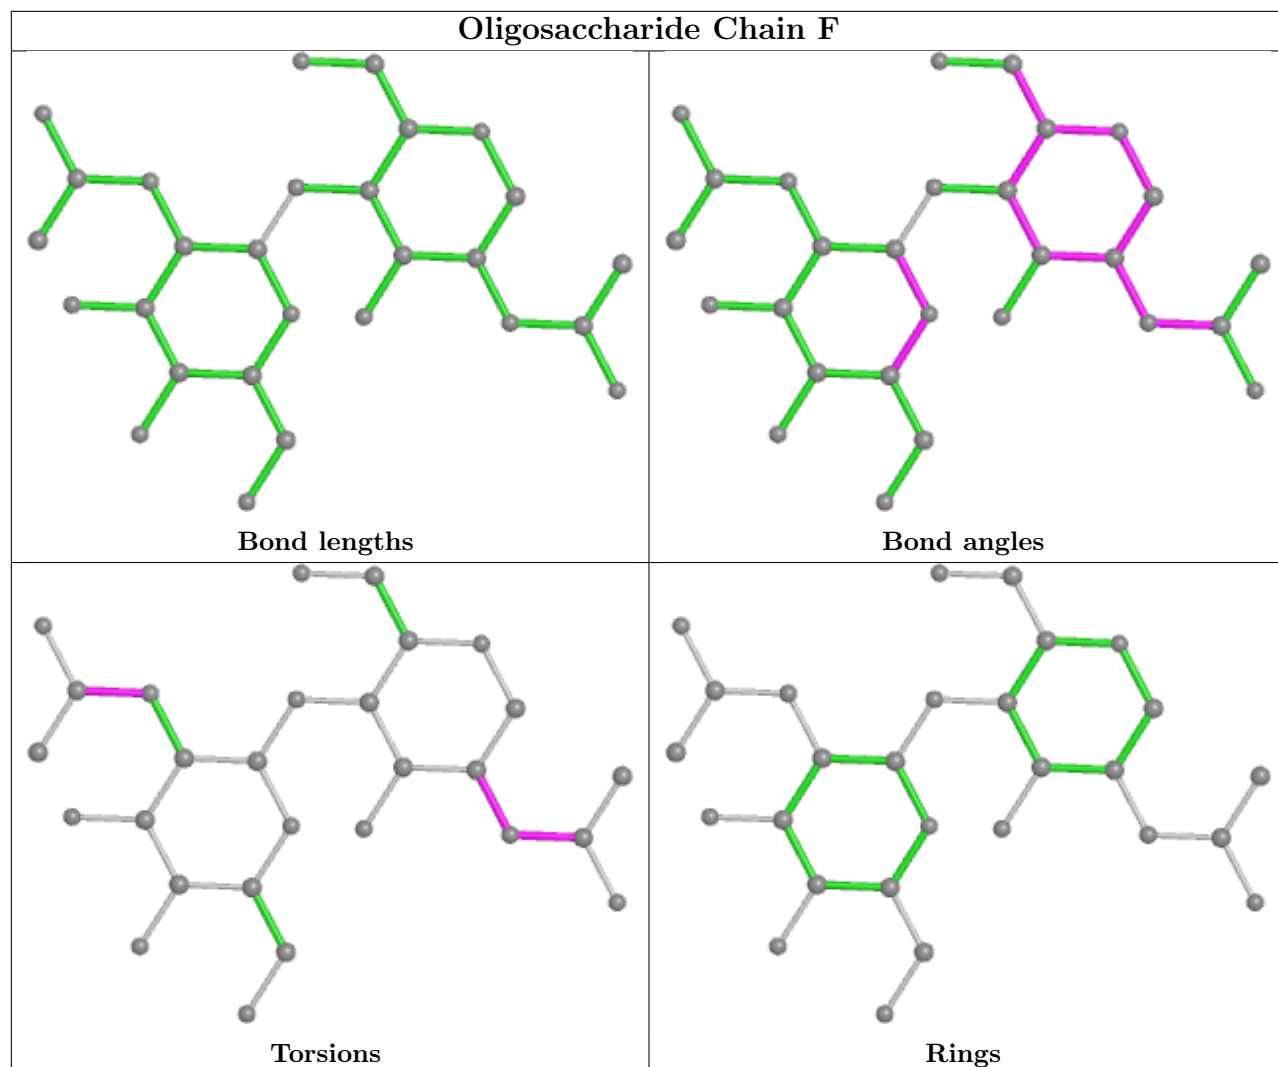 Oligosaccharide Chain F
Bond lengths
Bond angles
Torsions
Rings